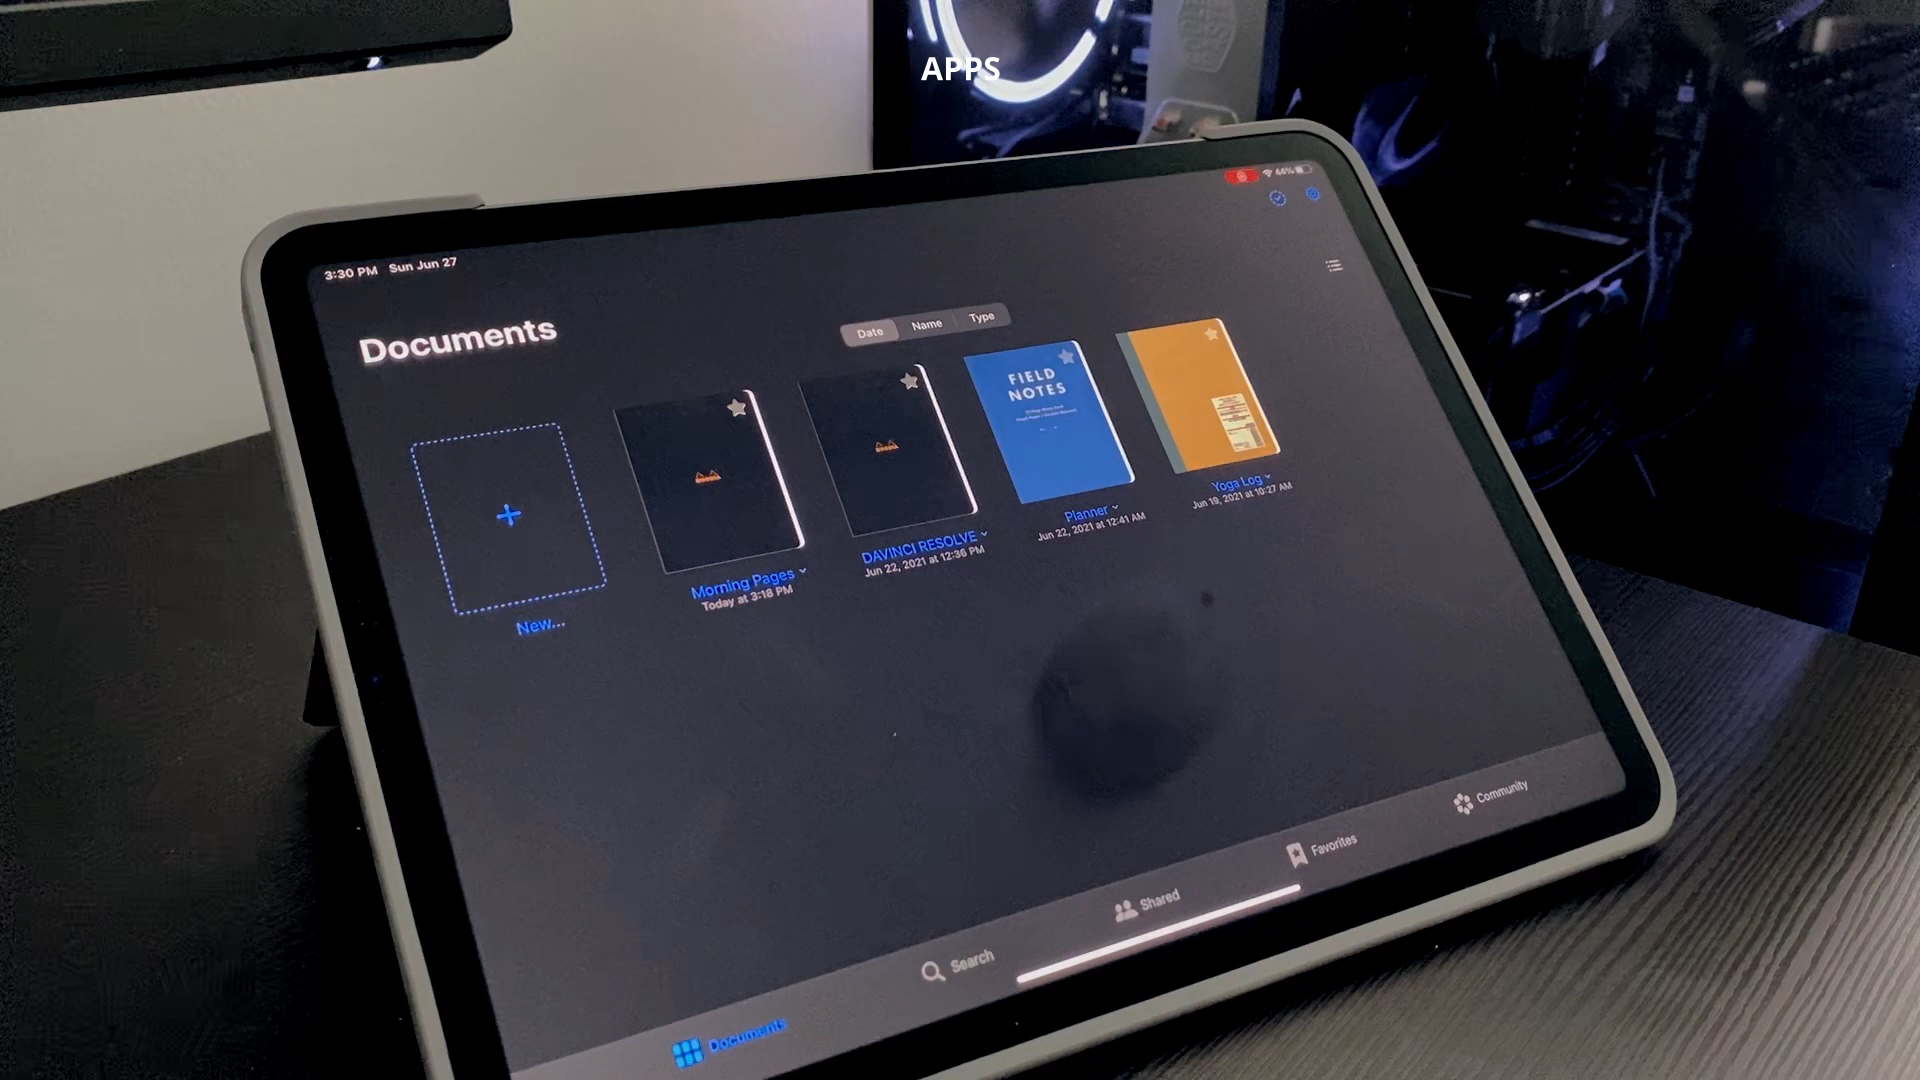 APPS
3:30 PM Sun Jun 27
44%
Documents
Date Name Type
FIELD
NOTES
New...
Morning Pages
Today at 3:18 PM
DAVINCI RESOLVE
Jun 22, 2021 at 12:36 PM
Planner
Jun 22, 2021 at 12:41 AM
Yoga Log
Jun 19, 2021 at 10:27 AM
Documents
Search
Shared
Favorites
Community